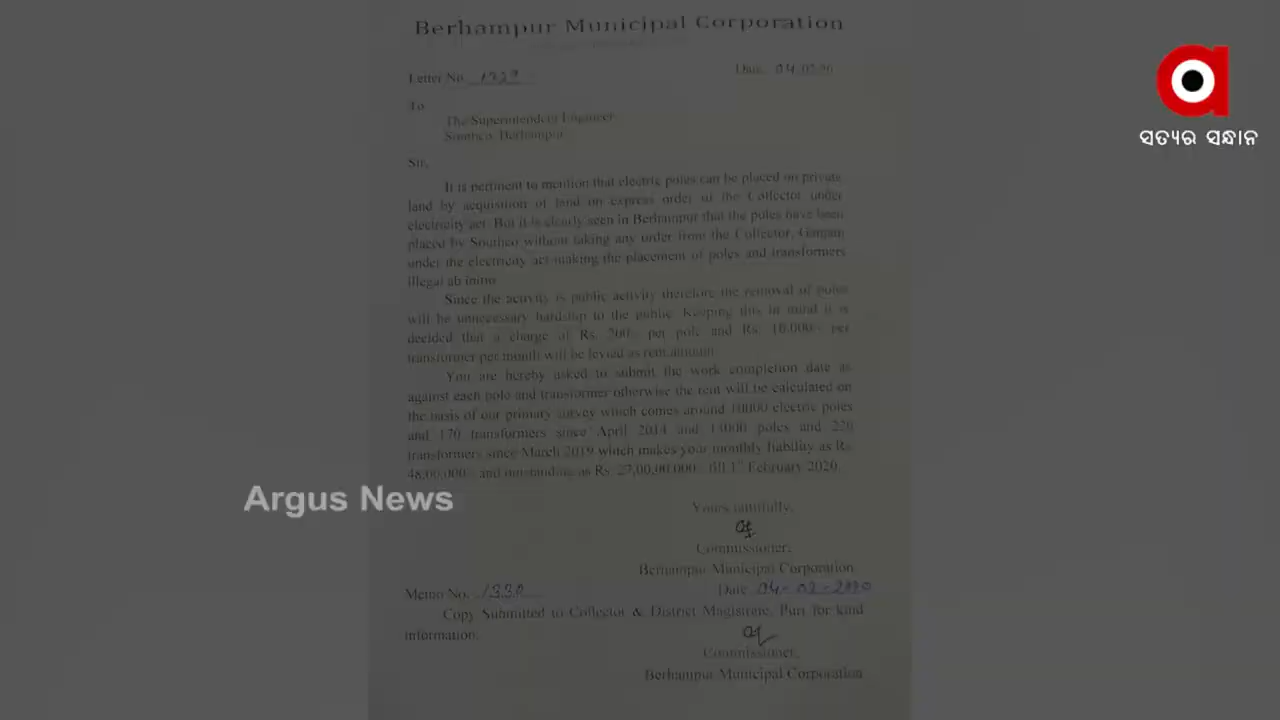 Berhampur Municipal Corporation
Letter No. 1329
Date 04
ସତ୍ୟର ସନ୍ଧାନ
To
The Superintendent Engineer,
Southco, Berhampur
Sir,
It is pertinent to mention that electric poles can be placed on private
land by acquisition of land on express order of the Collector under
electricity act. But it is clearly seen in Berhampur that the poles have been
placed by Southco without taking any order from the Collector, Ganjam
under the electricity act making the placement of poles and transformers
illegal ab initio.
Since the activity is public activity therefore the removal of poles
will be unnecessary hardship to the public. Keeping this in mind it is
decided that a charge of Rs. 200/- per pole and Rs. 10,000/- per
transformer per month will be levied as rent amount.
You are hereby asked to submit the work completion date as
against each pole and transformer otherwise the rent will be calculated on
the basis of our primary survey which comes around 10000 electric poles
and 170 transformers since April 2014 and 13000 poles and 220
transformers since March 2019 which makes your monthly liability as Rs.
48,00,000/- and outstanding as Rs. 27,00,00,000/- till 1st February 2020.
Argus News
Yours faithfully,
Commissioner,
Berhampur Municipal Corporation
Memo No. 1330
Date 04-02-2020
Copy Submitted to Collector & District Magistrate, Puri for kind
information.
Commissioner,
Berhampur Municipal Corporation